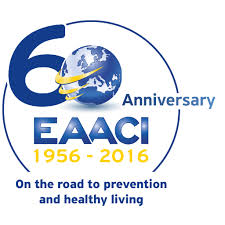 60
Anniversary
EAACI
1956 - 2016
On the road to prevention
and healthy living